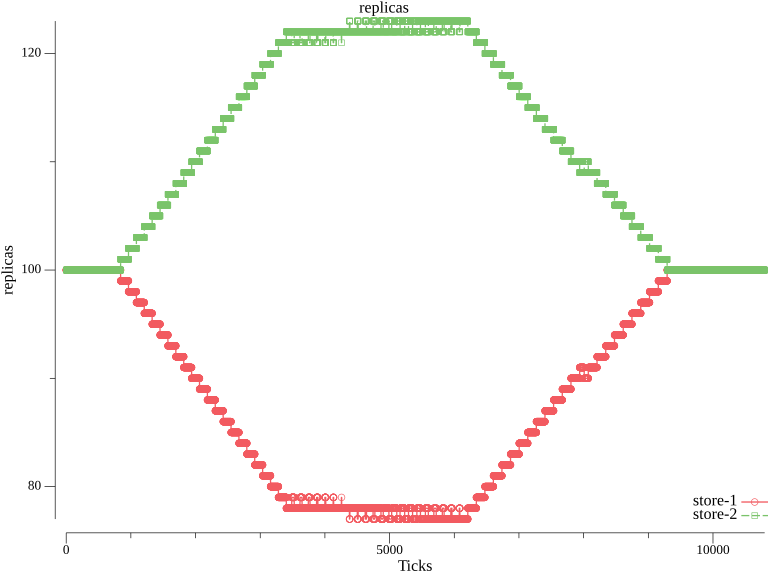 replicas
120
100
80
replicas
0
5000
10000
Ticks
store-1
store-2